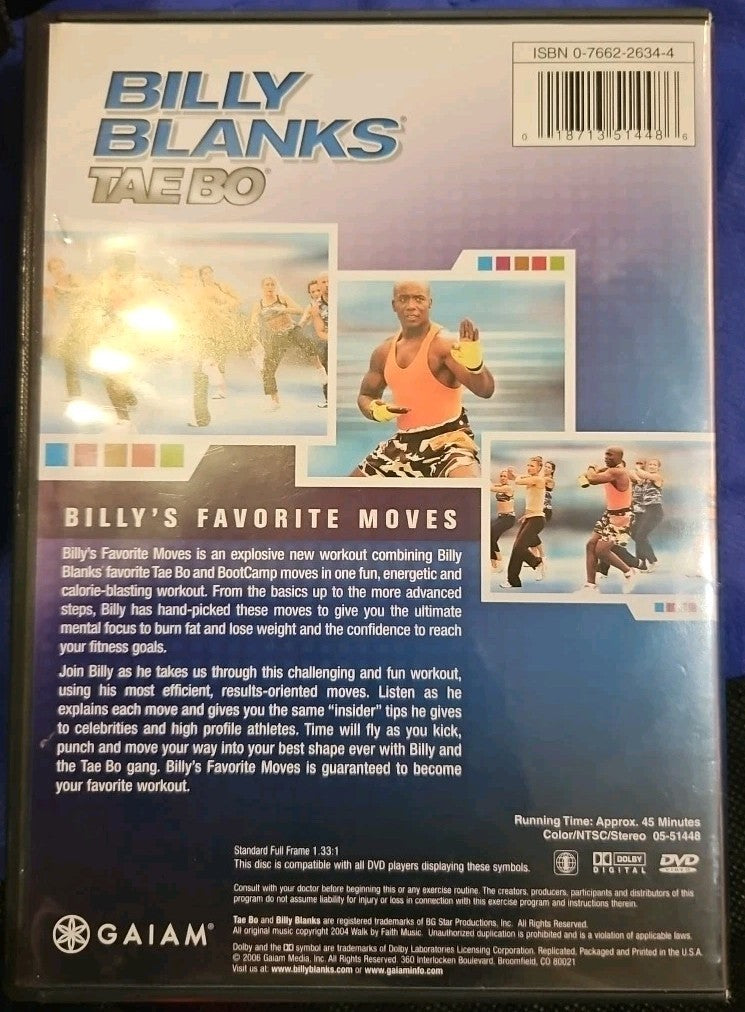 ISBN 0-7662-2634-4
0 18713 51448 6
BILLY
BLANKS®
TAE BO®
BILLY'S FAVORITE MOVES
Billy's Favorite Moves is an explosive new workout combining Billy
Blanks' favorite Tae Bo and BootCamp moves in one fun, energetic and
calorie-blasting workout. From the basics up to the more advanced
steps, Billy has hand-picked these moves to give you the ultimate
mental focus to burn fat and lose weight and the confidence to reach
your fitness goals.
Join Billy as he takes us through this challenging and fun workout,
using his most efficient, results-oriented moves. Listen as he
explains each move and gives you the same “insider” tips he gives
to celebrities and high profile athletes. Time will fly as you kick,
punch and move your way into your best shape ever with Billy and
the Tae Bo gang. Billy's Favorite Moves is guaranteed to become
your favorite workout.
Running Time: Approx. 45 Minutes
Color/NTSC/Stereo 05-51448
Standard Full Frame 1.33:1
This disc is compatible with all DVD players displaying these symbols.
DOLBY
DIGITAL
DVD
VIDEO
Consult with your doctor before beginning this or any exercise routine. The creators, producers, participants and distributors of this
program do not assume liability for injury or loss in connection with this exercise program and instructions therein.
Tae Bo and Billy Blanks are registered trademarks of BG Star Productions, Inc. All Rights Reserved.
All original music copyright 2004 Walk by Faith Music. Unauthorized duplication is prohibited and is a violation of applicable laws.
Dolby and the DD symbol are trademarks of Dolby Laboratories Licensing Corporation. Replicated, Packaged and Printed in the U.S.A.
© 2006 Gaiam Media, Inc. All Rights Reserved. 360 Interlocken Boulevard, Broomfield, CO 80021
Visit us at: www.billyblanks.com or www.gaiaminfo.com
GAIAM®